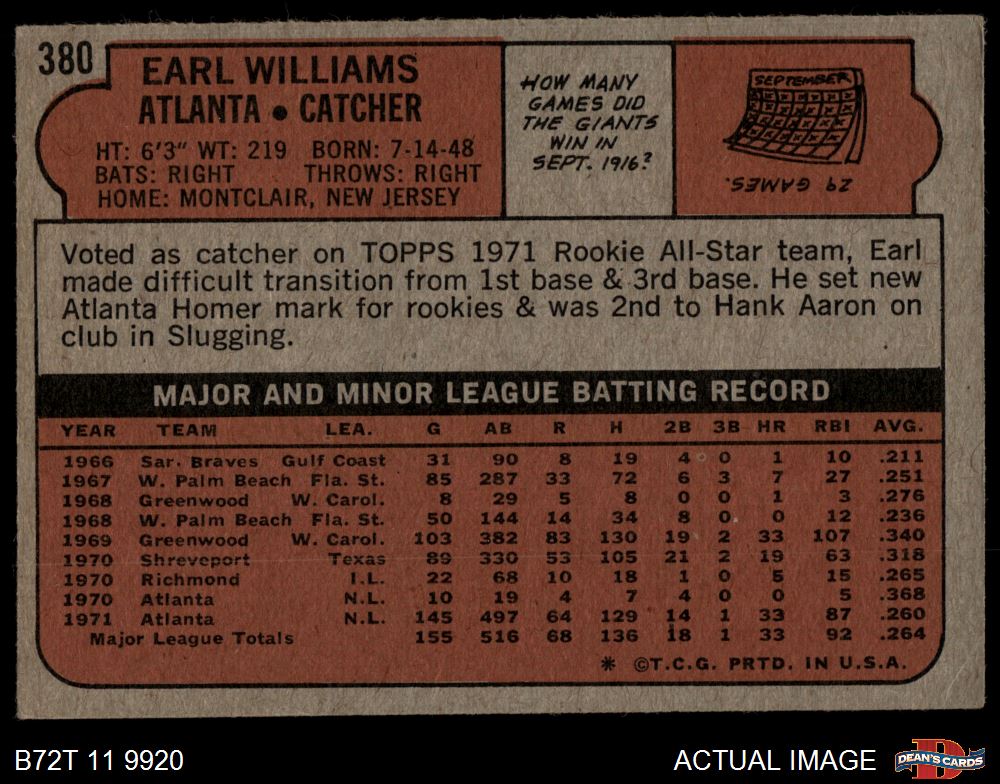 380
EARL WILLIAMS
ATLANTA • CATCHER
HT: 6'3" WT: 219 BORN: 7-14-48
BATS: RIGHT THROWS: RIGHT
HOME: MONTCLAIR, NEW JERSEY
HOW MANY
GAMES DID
THE GIANTS
WIN IN
SEPT. 1916?
SEPTEMBER
29 GAMES.
Voted as catcher on TOPPS 1971 Rookie All-Star team, Earl
made difficult transition from 1st base & 3rd base. He set new
Atlanta Homer mark for rookies & was 2nd to Hank Aaron on
club in Slugging.
MAJOR AND MINOR LEAGUE BATTING RECORD
YEAR TEAM LEA. G AB R H 2B 3B HR RBI AVG.
1966 Sar. Braves Gulf Coast 31 90 8 19 4 0 1 10 .211
1967 W. Palm Beach Fla. St. 85 287 33 72 6 3 7 27 .251
1968 Greenwood W. Carol. 8 29 5 8 0 0 1 3 .276
1968 W. Palm Beach Fla. St. 50 144 14 34 8 0 0 12 .236
1969 Greenwood W. Carol. 103 382 83 130 19 2 33 107 .340
1970 Shreveport Texas 89 330 53 105 21 2 19 63 .318
1970 Richmond I.L. 22 68 10 18 1 0 5 15 .265
1970 Atlanta N.L. 10 19 4 7 4 0 0 5 .368
1971 Atlanta N.L. 145 497 64 129 14 1 33 87 .260
Major League Totals 155 516 68 136 18 1 33 92 .264
* ©T.C.G. PRTD. IN U.S.A.
B72T 11 9920
ACTUAL IMAGE
DEAN'S CARDS